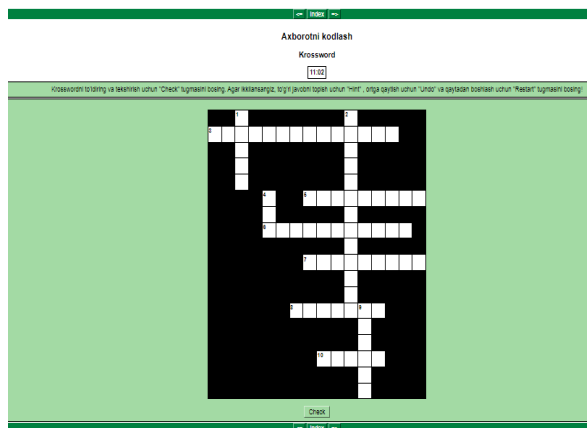 <= Index =>
Axborotni kodlash
Krossword
11:02
Krosswordni to'ldiring va tekshirish uchun "Check" tugmasini bosing. Agar ikkilansangiz, to'g'ri javobni topish uchun "Hint" , ortga qaytish uchun "Undo" va qaytadan boshlash uchun "Restart" tugmasini bosing!
1 2
3
4 5
6
7
8 9
10
Check
<= Index =>